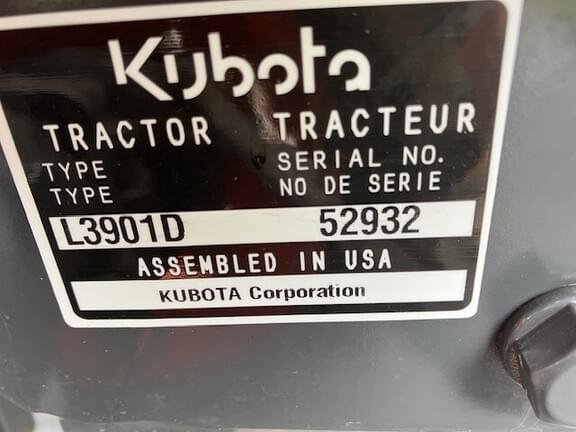 Kubota
TRACTOR TRACTEUR
TYPE SERIAL NO.
TYPE NO DE SERIE
L3901D 52932
ASSEMBLED IN USA
KUBOTA Corporation